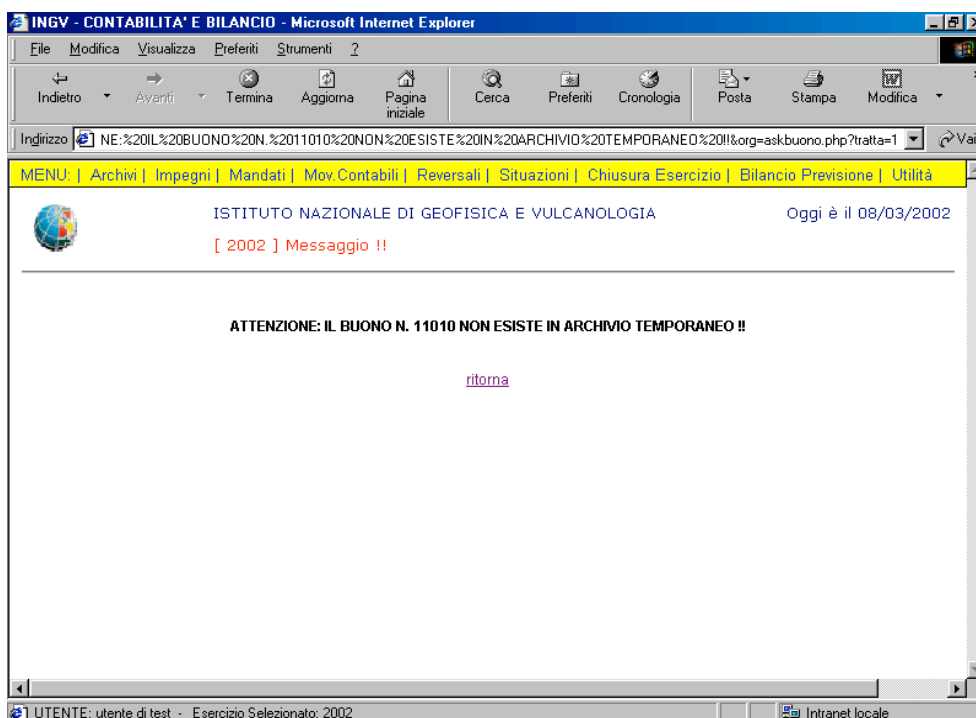 INGV - CONTABILITA' E BILANCIO - Microsoft Internet Explorer
File Modifica Visualizza Preferiti Strumenti ?
Indietro Avanti Termina Aggiorna Pagina iniziale Cerca Preferiti Cronologia Posta Stampa Modifica
Indirizzo NE:%20IL%20BUONO%20N.%2011010%20NON%20ESISTE%20IN%20ARCHIVIO%20TEMPORANEO%20!!&org=askbuono.php?tratta=1 Vai
MENU: | Archivi | Impegni | Mandati | Mov.Contabili | Reversali | Situazioni | Chiusura Esercizio | Bilancio Previsione | Utilità
ISTITUTO NAZIONALE DI GEOFISICA E VULCANOLOGIA Oggi è il 08/03/2002
[ 2002 ] Messaggio !!
ATTENZIONE: IL BUONO N. 11010 NON ESISTE IN ARCHIVIO TEMPORANEO !!
ritorna
UTENTE: utente di test - Esercizio Selezionato: 2002 Intranet locale